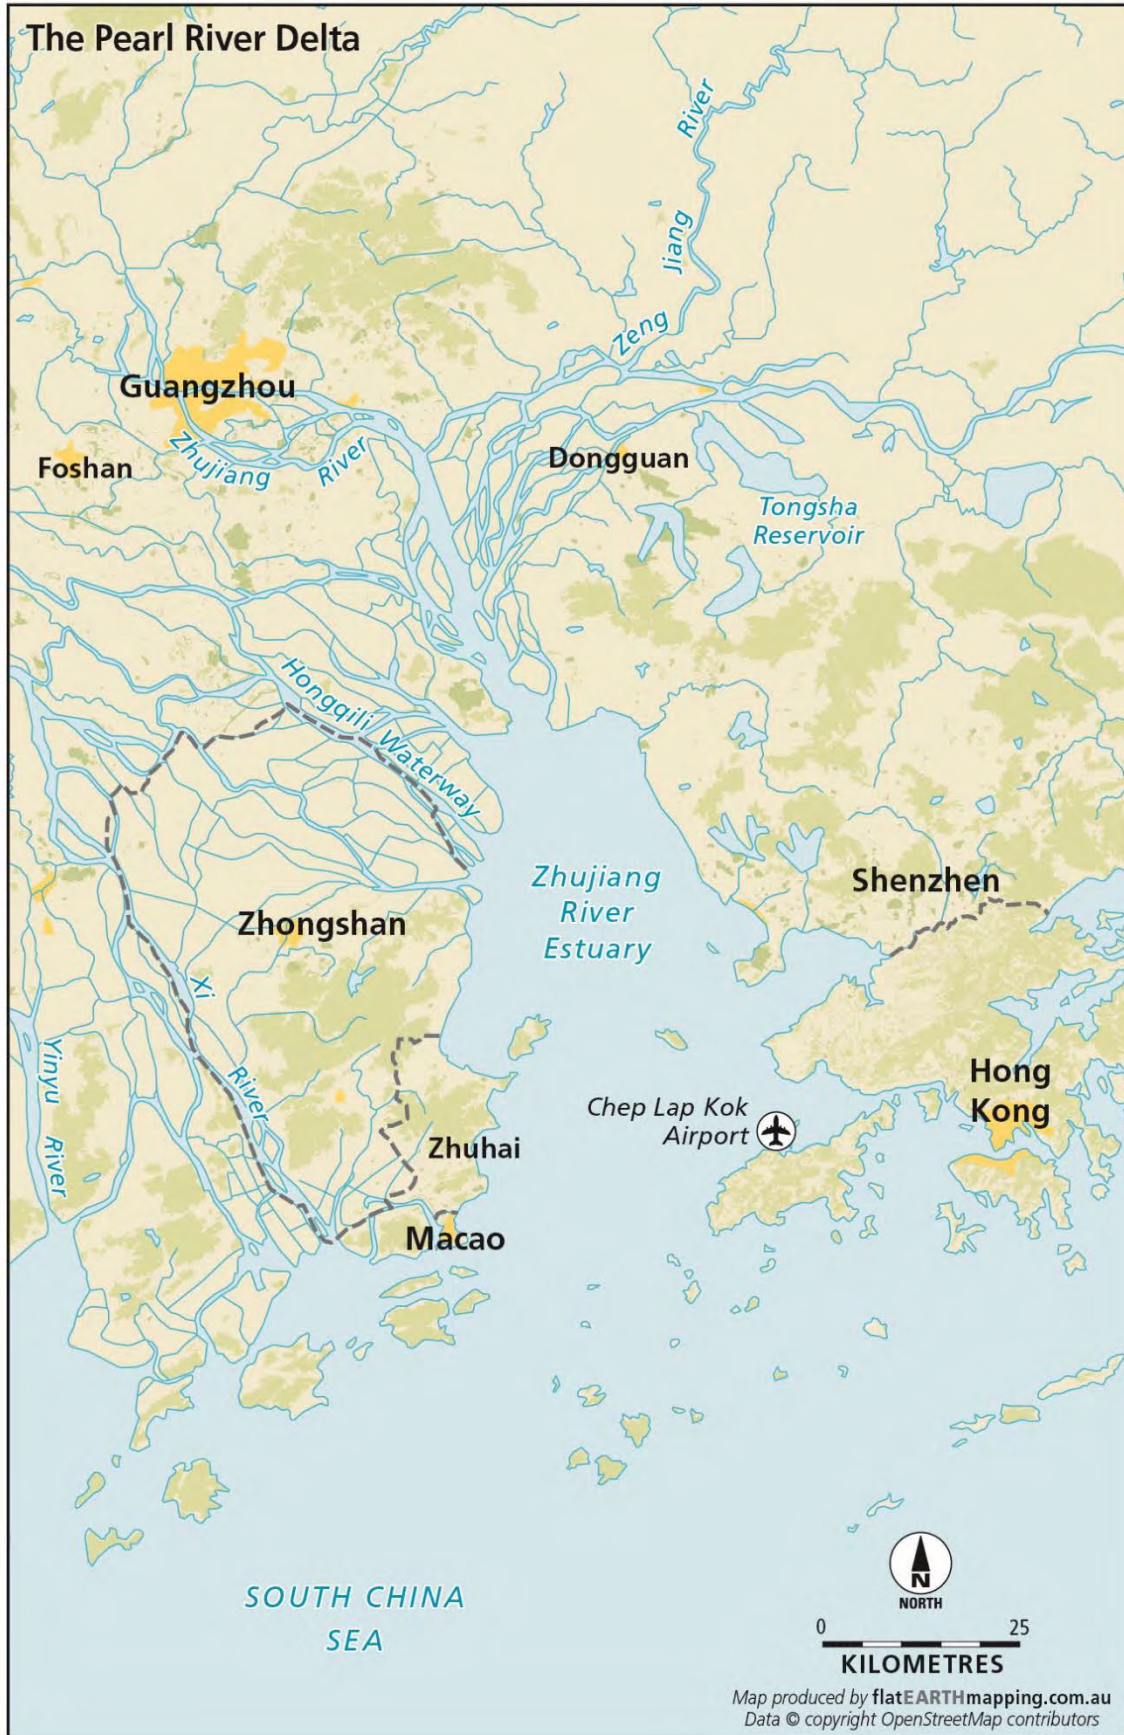 The Pearl River Delta
River
Jiang
Zeng
Guangzhou
Zhujiang
River
Foshan
Dongguan
Tongsha
Reservoir
Hongqili Waterway
Zhujiang
River
Estuary
Shenzhen
Zhongshan
Xi
River
Yinyu
River
Hong
Kong
Chep Lap Kok
Airport
Zhuhai
Macao
SOUTH CHINA
SEA
N
NORTH
0 25
KILOMETRES
Map produced by flatEARTHmapping.com.au
Data © copyright OpenStreetMap contributors